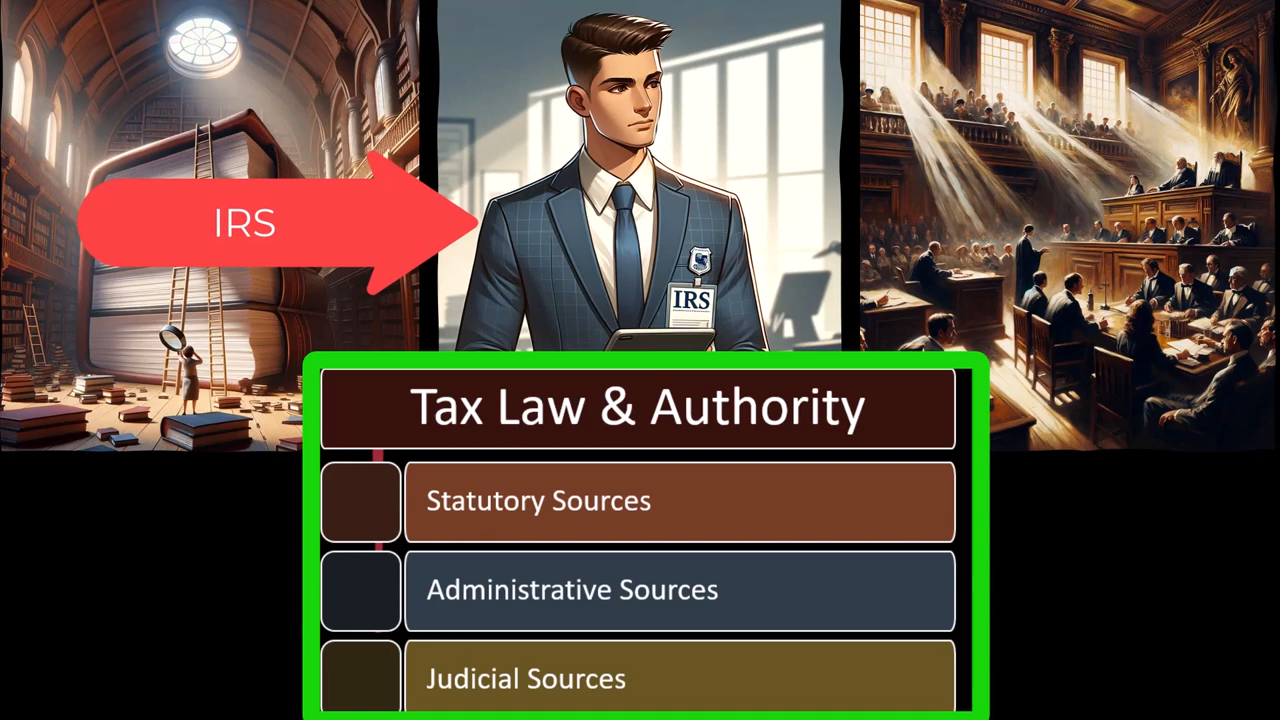 IRS
IRS
Tax Law & Authority
Statutory Sources
Administrative Sources
Judicial Sources